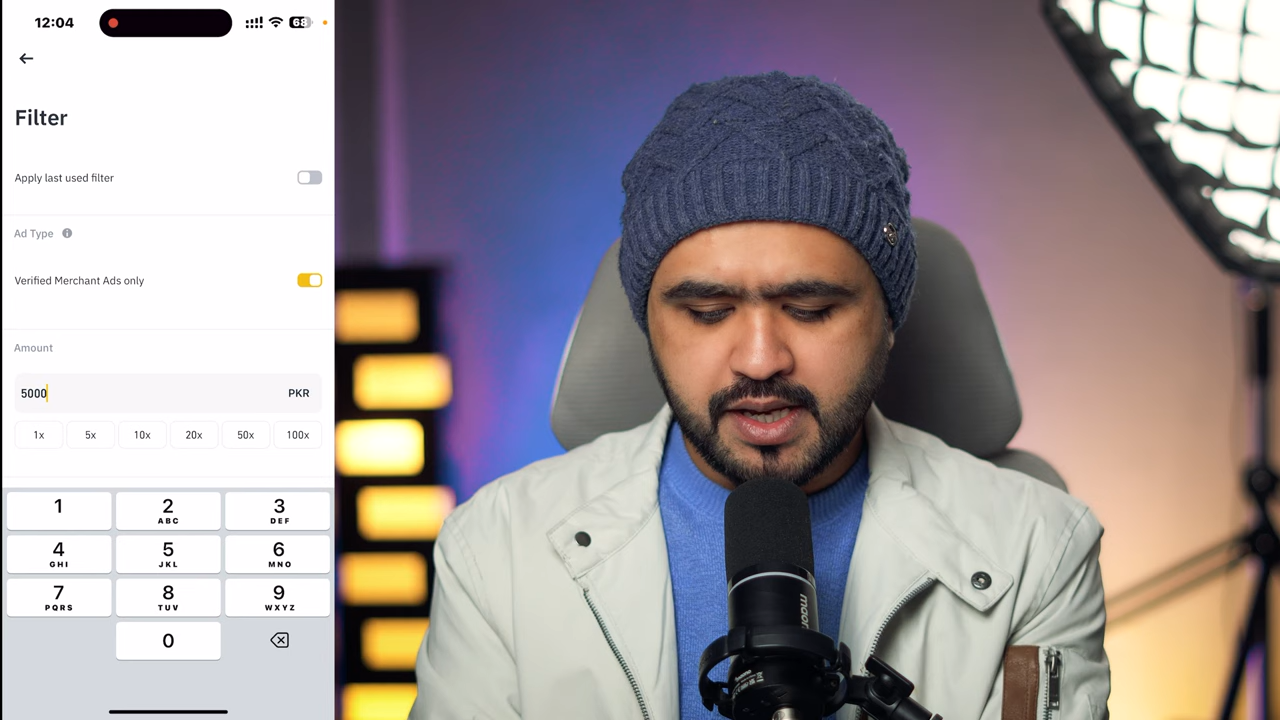 12:04
68
Filter
Apply last used filter
Ad Type
Verified Merchant Ads only
Amount
5000 PKR
1x 5x 10x 20x 50x 100x
1 2 3
ABC DEF
4 5 6
GHI JKL MNO
7 8 9
PQRS TUV WXYZ
0